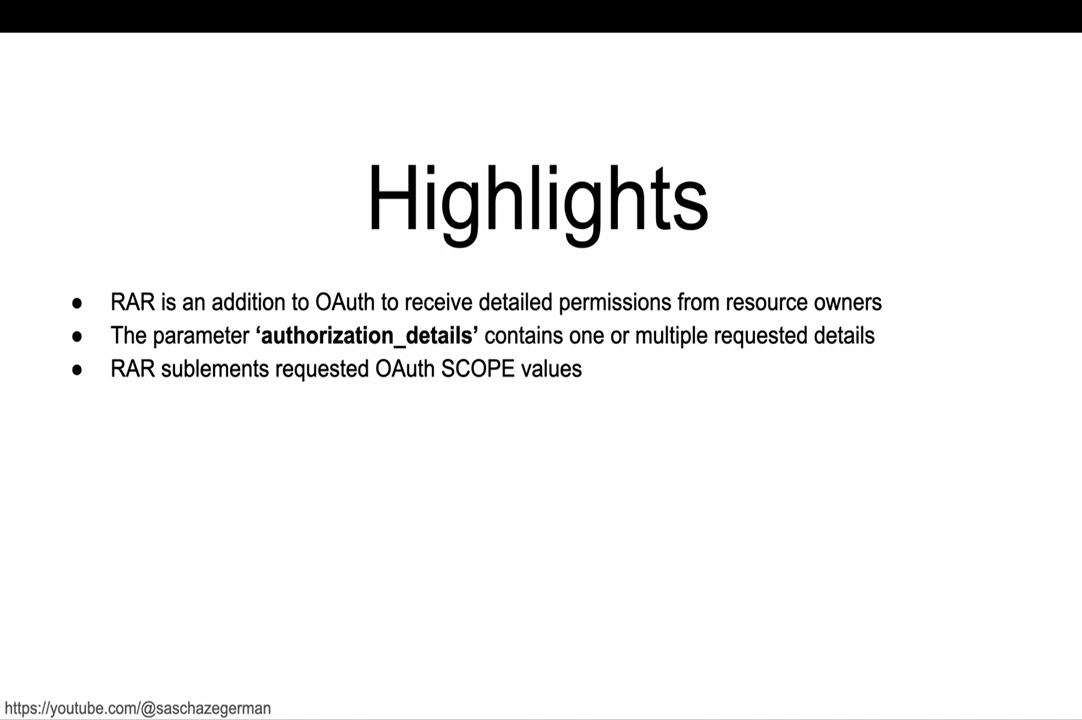 Highlights
● RAR is an addition to OAuth to receive detailed permissions from resource owners
● The parameter ‘authorization_details’ contains one or multiple requested details
● RAR sublements requested OAuth SCOPE values
https://youtube.com/@saschazegerman